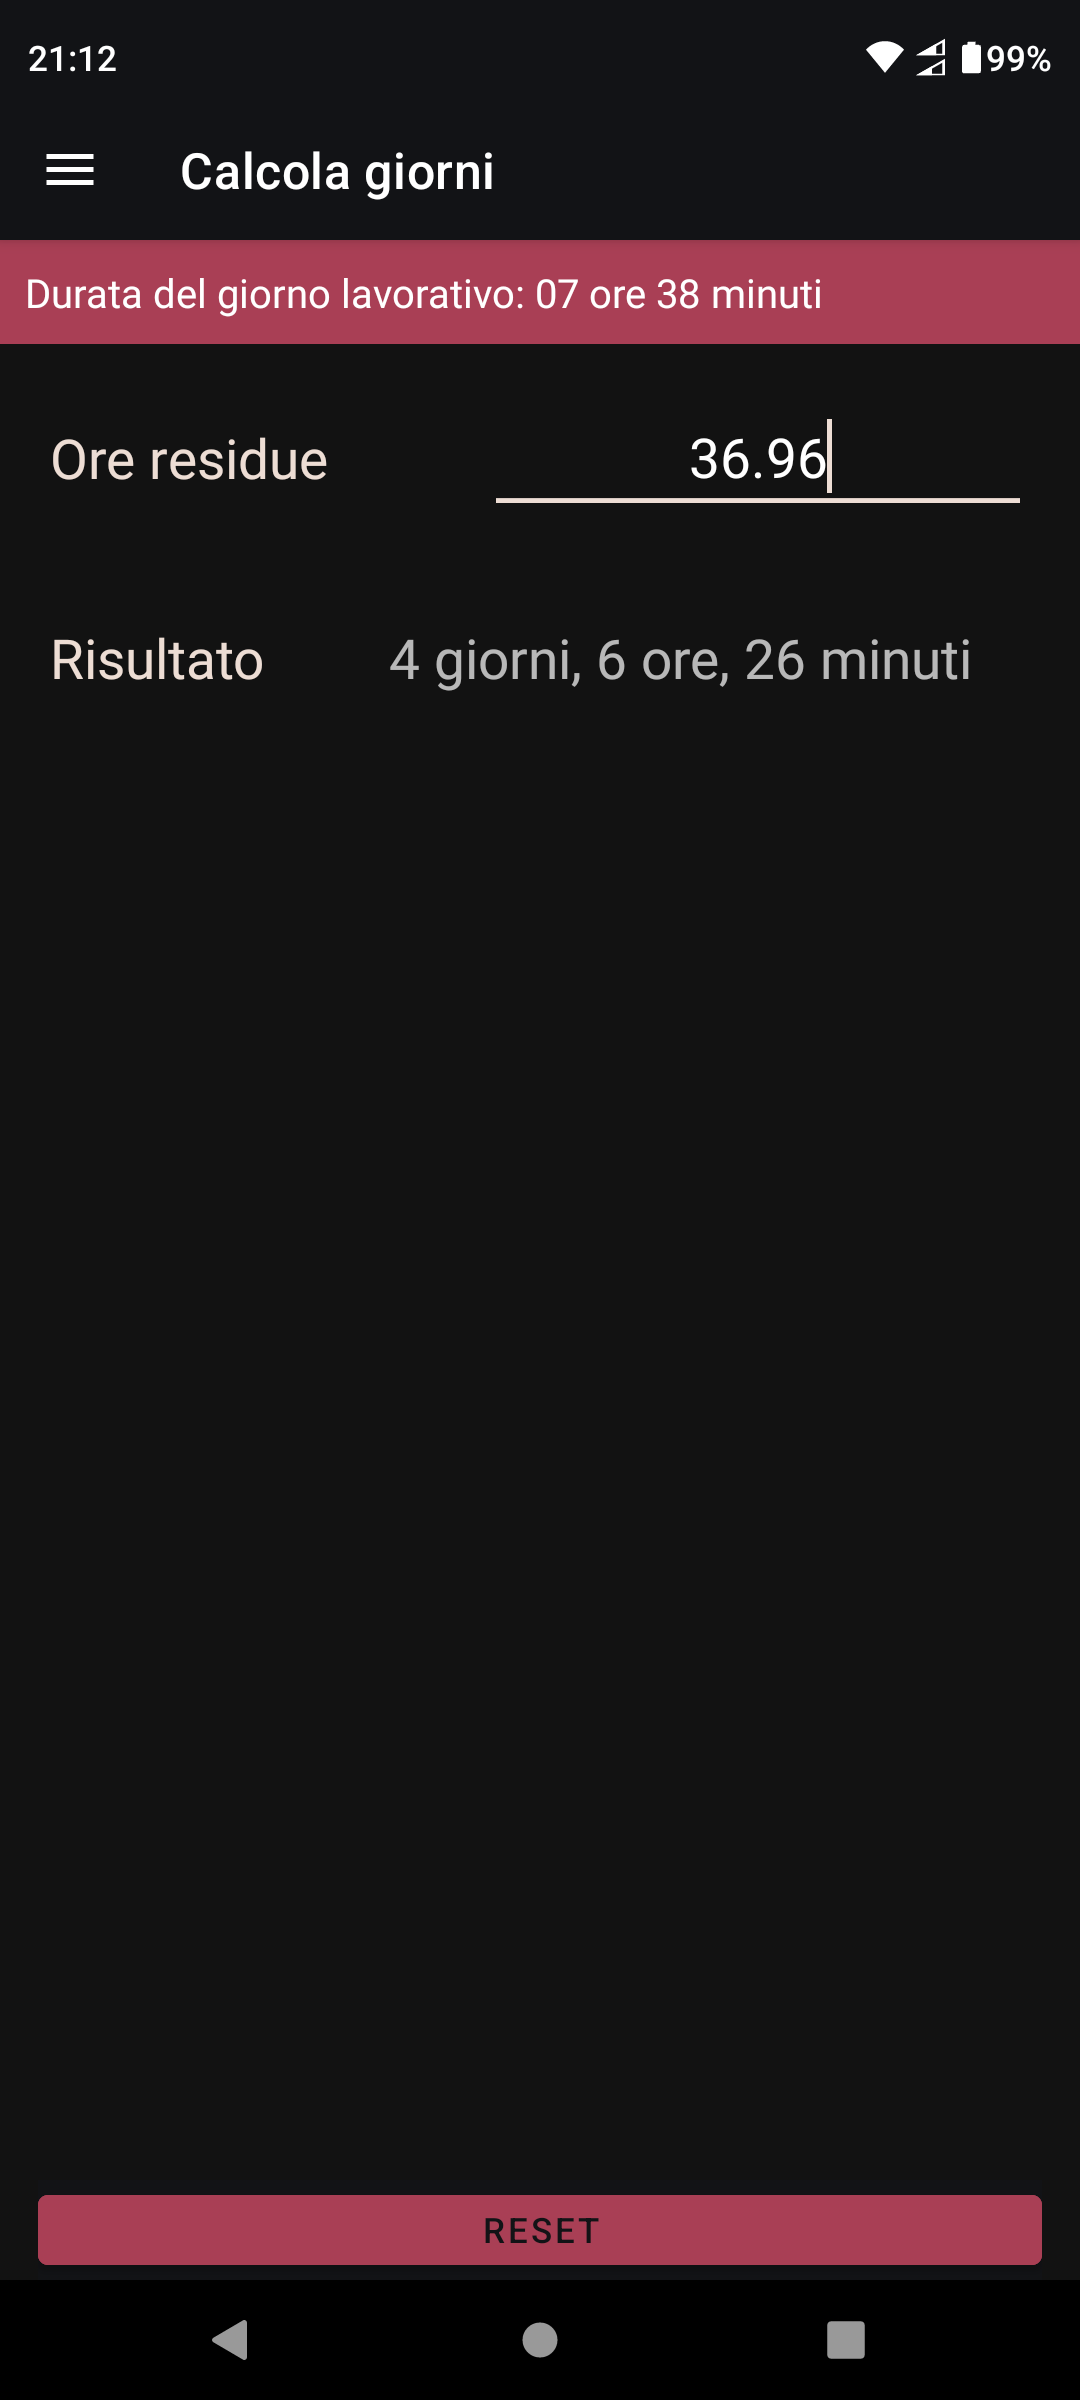 21:12 99%
Calcola giorni
Durata del giorno lavorativo: 07 ore 38 minuti
Ore residue 36.96
Risultato 4 giorni, 6 ore, 26 minuti
RESET